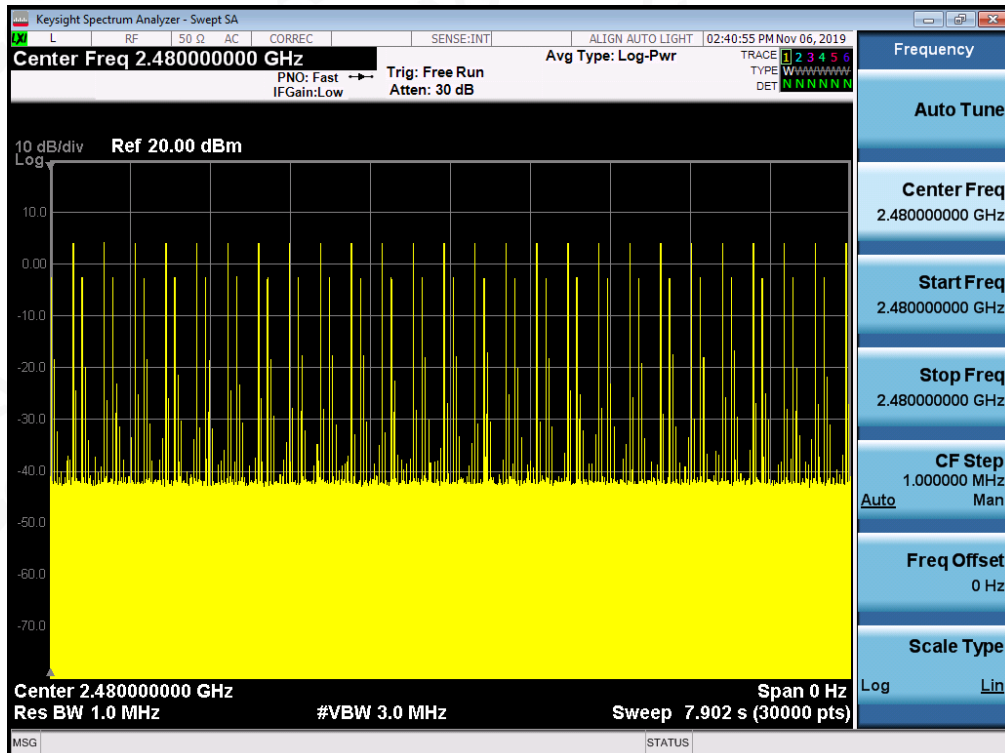 Keysight Spectrum Analyzer - Swept SA
LXI L RF 50 Ω AC CORREC SENSE:INT ALIGN AUTO LIGHT 02:40:55 PM Nov 06, 2019
Center Freq 2.480000000 GHz
PNO: Fast
IFGain:Low
Trig: Free Run
Atten: 30 dB
Avg Type: Log-Pwr
TRACE 1 2 3 4 5 6
TYPE WWWWWW
DET N N N N N N
10 dB/div Ref 20.00 dBm
Log
10.0
0.00
-10.0
-20.0
-30.0
-40.0
-50.0
-60.0
-70.0
Center 2.480000000 GHz Span 0 Hz
Res BW 1.0 MHz #VBW 3.0 MHz Sweep 7.902 s (30000 pts)
MSG STATUS
Frequency
Auto Tune
Center Freq
2.480000000 GHz
Start Freq
2.480000000 GHz
Stop Freq
2.480000000 GHz
CF Step
1.000000 MHz
Auto Man
Freq Offset
0 Hz
Scale Type
Log Lin